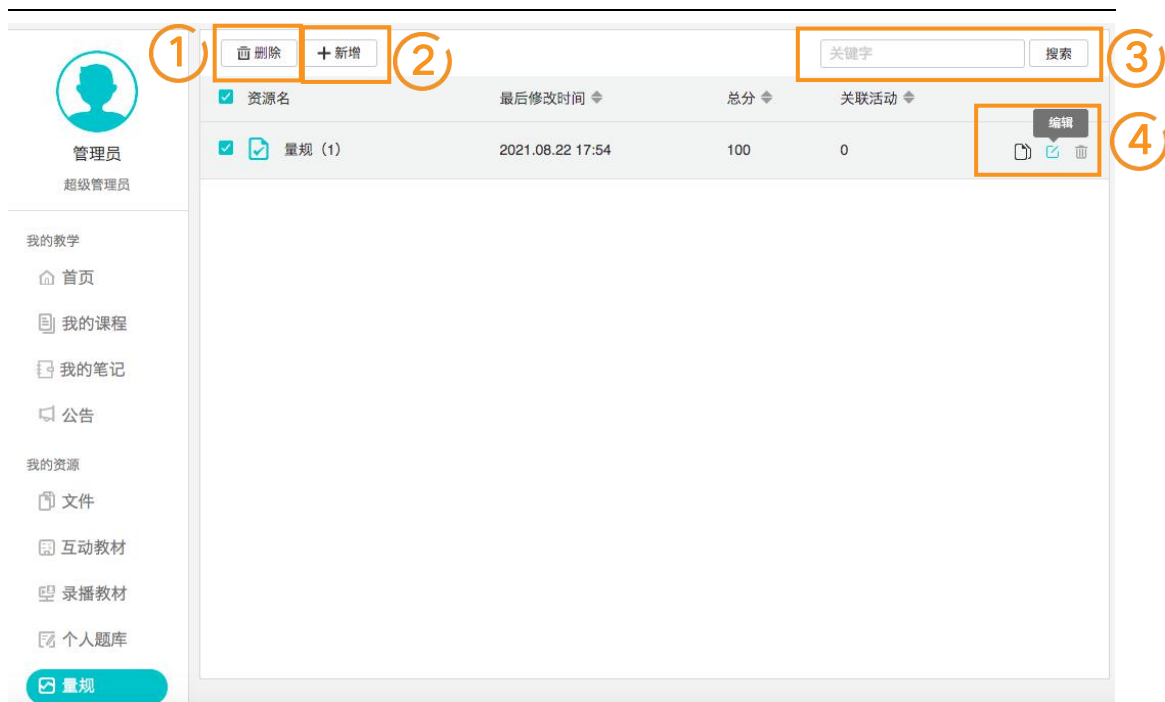 ① 删除 新增 ② 关键字 搜索 ③
资源名 最后修改时间 总分 关联活动
编辑 ④
量规（1） 2021.08.22 17:54 100 0
管理员
超级管理员
我的教学
首页
我的课程
我的笔记
公告
我的资源
文件
互动教材
录播教材
个人题库
量规